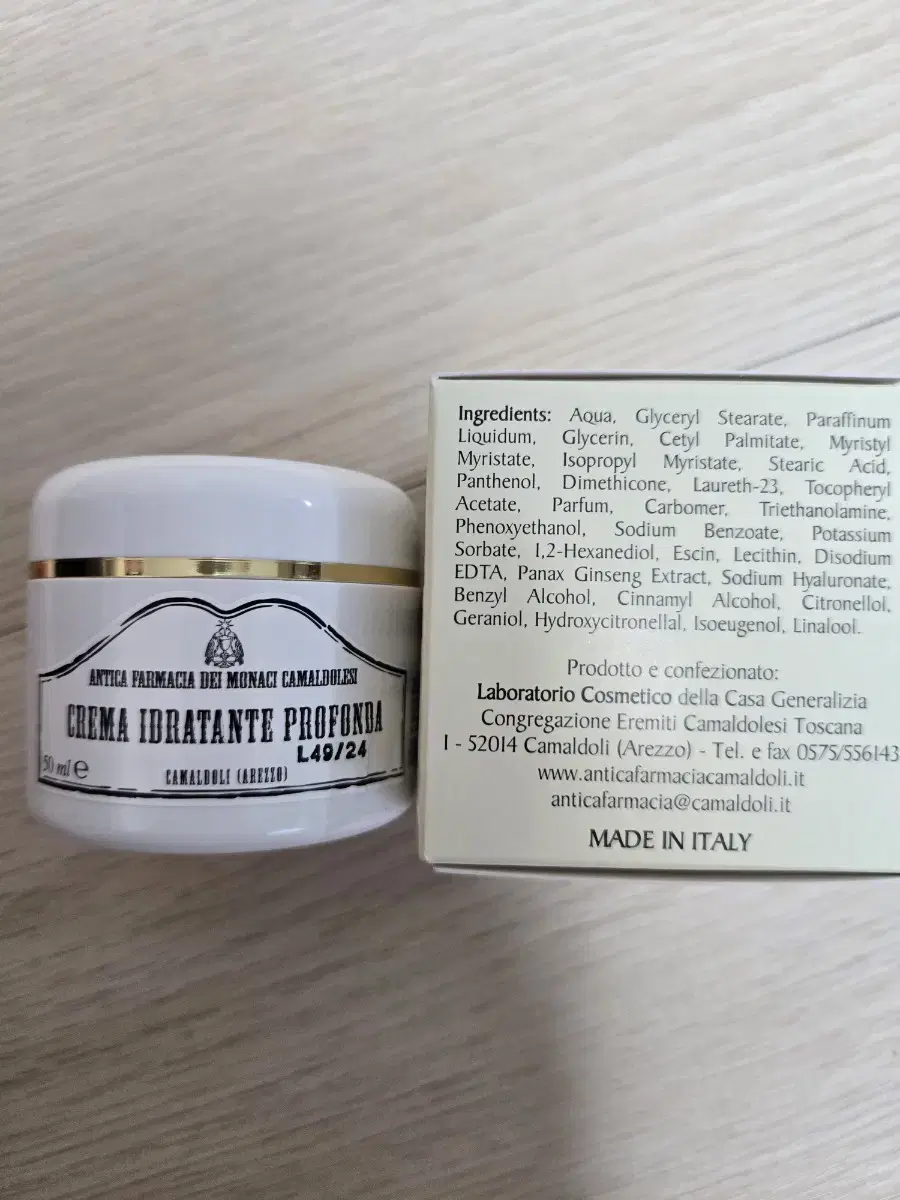 ANTICA FARMACIA DEI MONACI CAMALDOLESI
CREMA IDRATANTE PROFONDA
L49/24
50 ml e
CAMALDOLI (AREZZO)
Ingredients: Aqua, Glyceryl Stearate, Paraffinum
Liquidum, Glycerin, Cetyl Palmitate, Myristyl
Myristate, Isopropyl Myristate, Stearic Acid,
Panthenol, Dimethicone, Laureth-23, Tocopheryl
Acetate, Parfum, Carbomer, Triethanolamine,
Phenoxyethanol, Sodium Benzoate, Potassium
Sorbate, 1,2-Hexanediol, Escin, Lecithin, Disodium
EDTA, Panax Ginseng Extract, Sodium Hyaluronate,
Benzyl Alcohol, Cinnamyl Alcohol, Citronellol,
Geraniol, Hydroxycitronellal, Isoeugenol, Linalool.
Prodotto e confezionato:
Laboratorio Cosmetico della Casa Generalizia
Congregazione Eremiti Camaldolesi Toscana
I - 52014 Camaldoli (Arezzo) - Tel. e fax 0575/556143
www.anticafarmaciacamaldoli.it
anticafarmacia@camaldoli.it
MADE IN ITALY